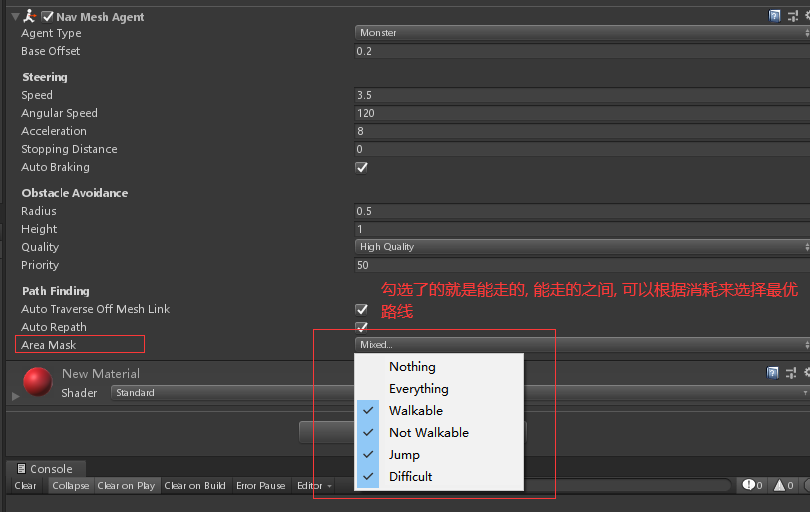 Nav Mesh Agent
Agent Type Monster
Base Offset 0.2
Steering
Speed 3.5
Angular Speed 120
Acceleration 8
Stopping Distance 0
Auto Braking
Obstacle Avoidance
Radius 0.5
Height 1
Quality High Quality
Priority 50
Path Finding
勾选了的就是能走的, 能走的之间, 可以根据消耗来选择最优
路线
Auto Traverse Off Mesh Link
Auto Repath
Area Mask Mixed...
Nothing
Everything
Walkable
Not Walkable
Jump
Difficult
New Material
Shader Standard
Console
Clear Collapse Clear on Play Clear on Build Error Pause Editor 0 0